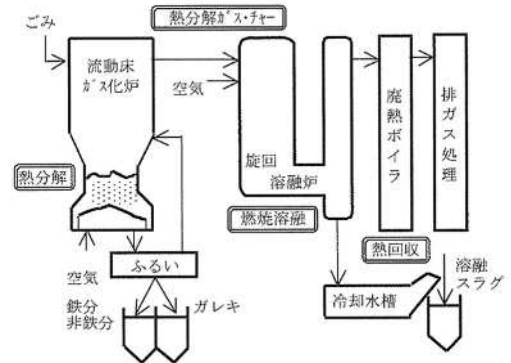 ごみ
熱分解ガス・チャー
流動床
ガス化炉
空気
旋回
溶融炉
廃熱ボイラ
排ガス処理
熱分解
燃焼溶融
熱回収
空気
ふるい
鉄分
非鉄分
ガレキ
冷却水槽
溶融
スラグ